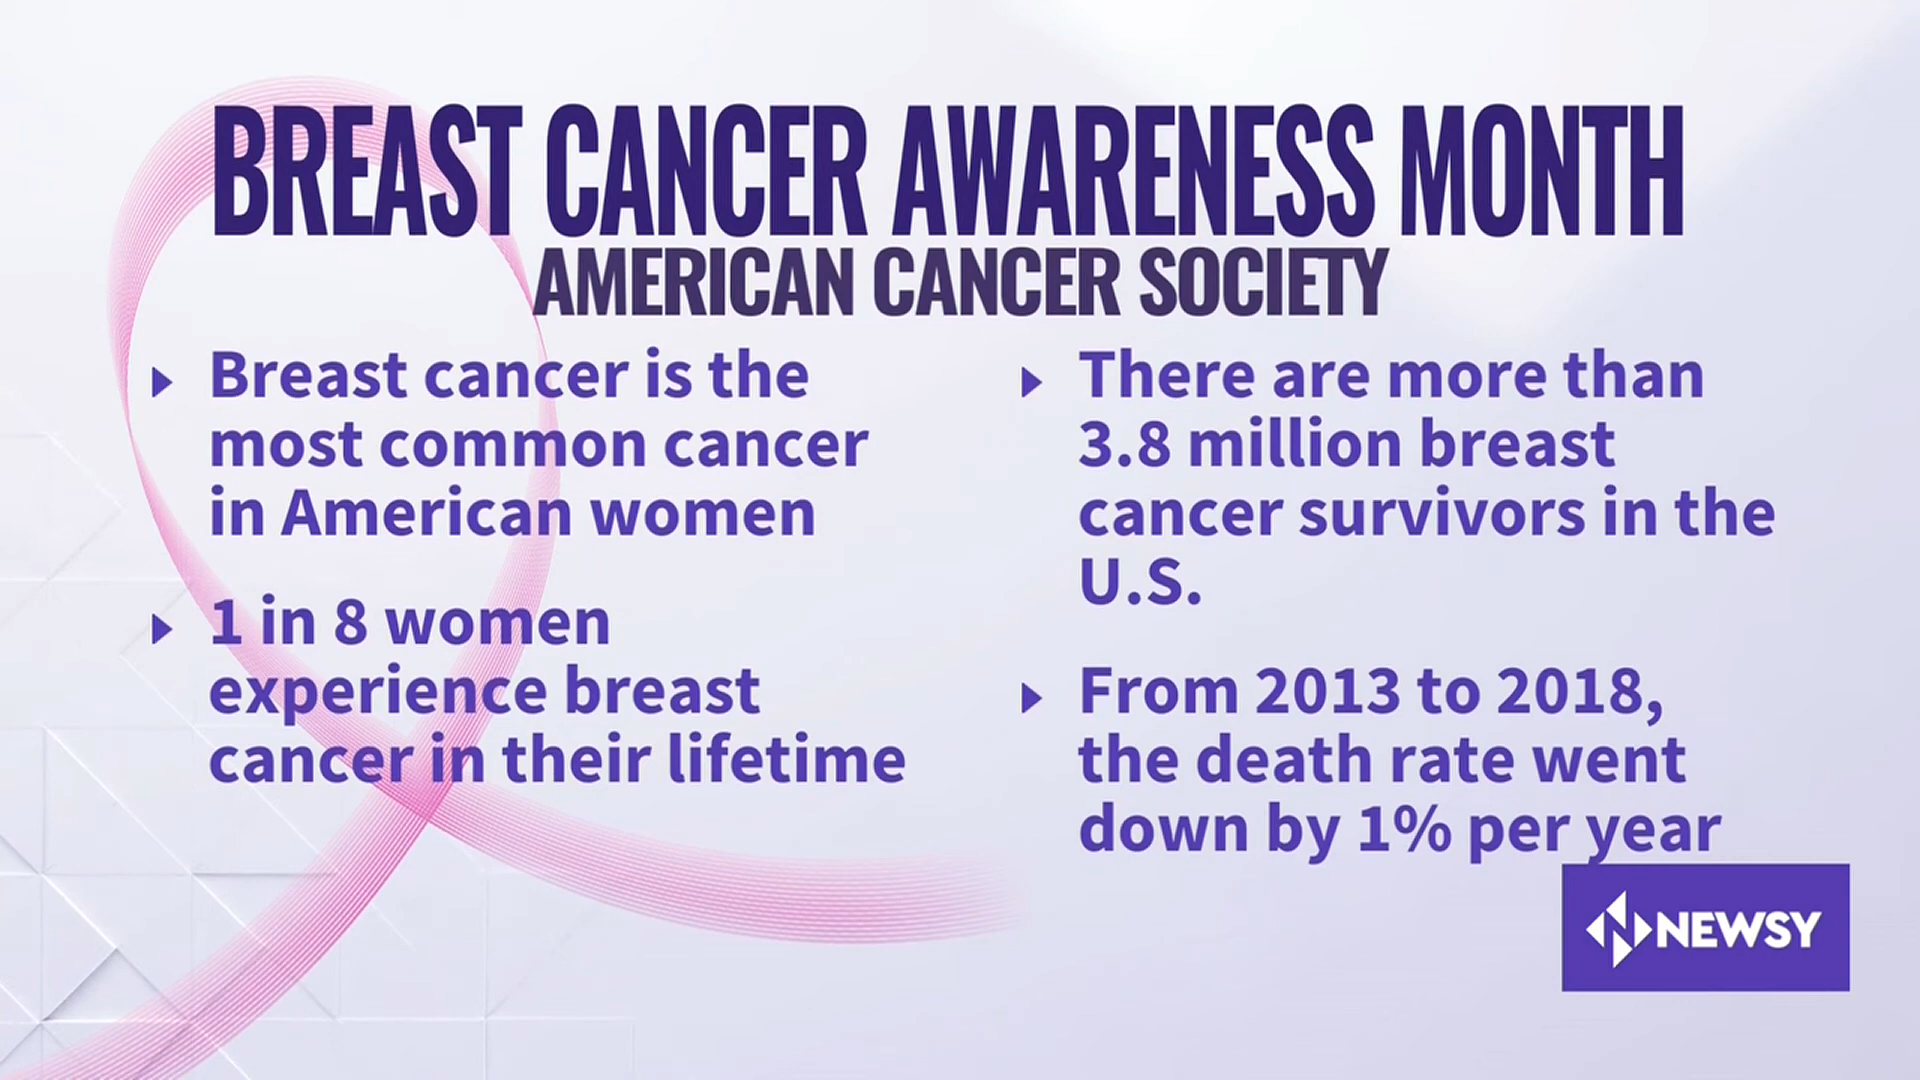 BREAST CANCER AWARENESS MONTH
AMERICAN CANCER SOCIETY
Breast cancer is the
most common cancer
in American women
1 in 8 women
experience breast
cancer in their lifetime
There are more than
3.8 million breast
cancer survivors in the
U.S.
From 2013 to 2018,
the death rate went
down by 1% per year
NEWSY